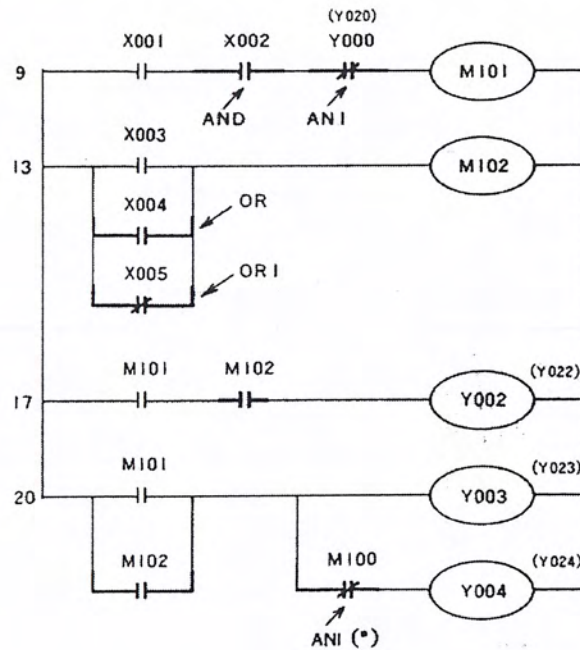 (Y020)
X001 X002 Y000
9 M101
AND ANI
X003
13 M102
X004
OR
X005
ORI
M101 M102 (Y022)
17 Y002
M101 (Y023)
20 Y003
M102 M100 (Y024)
Y004
ANI (*)